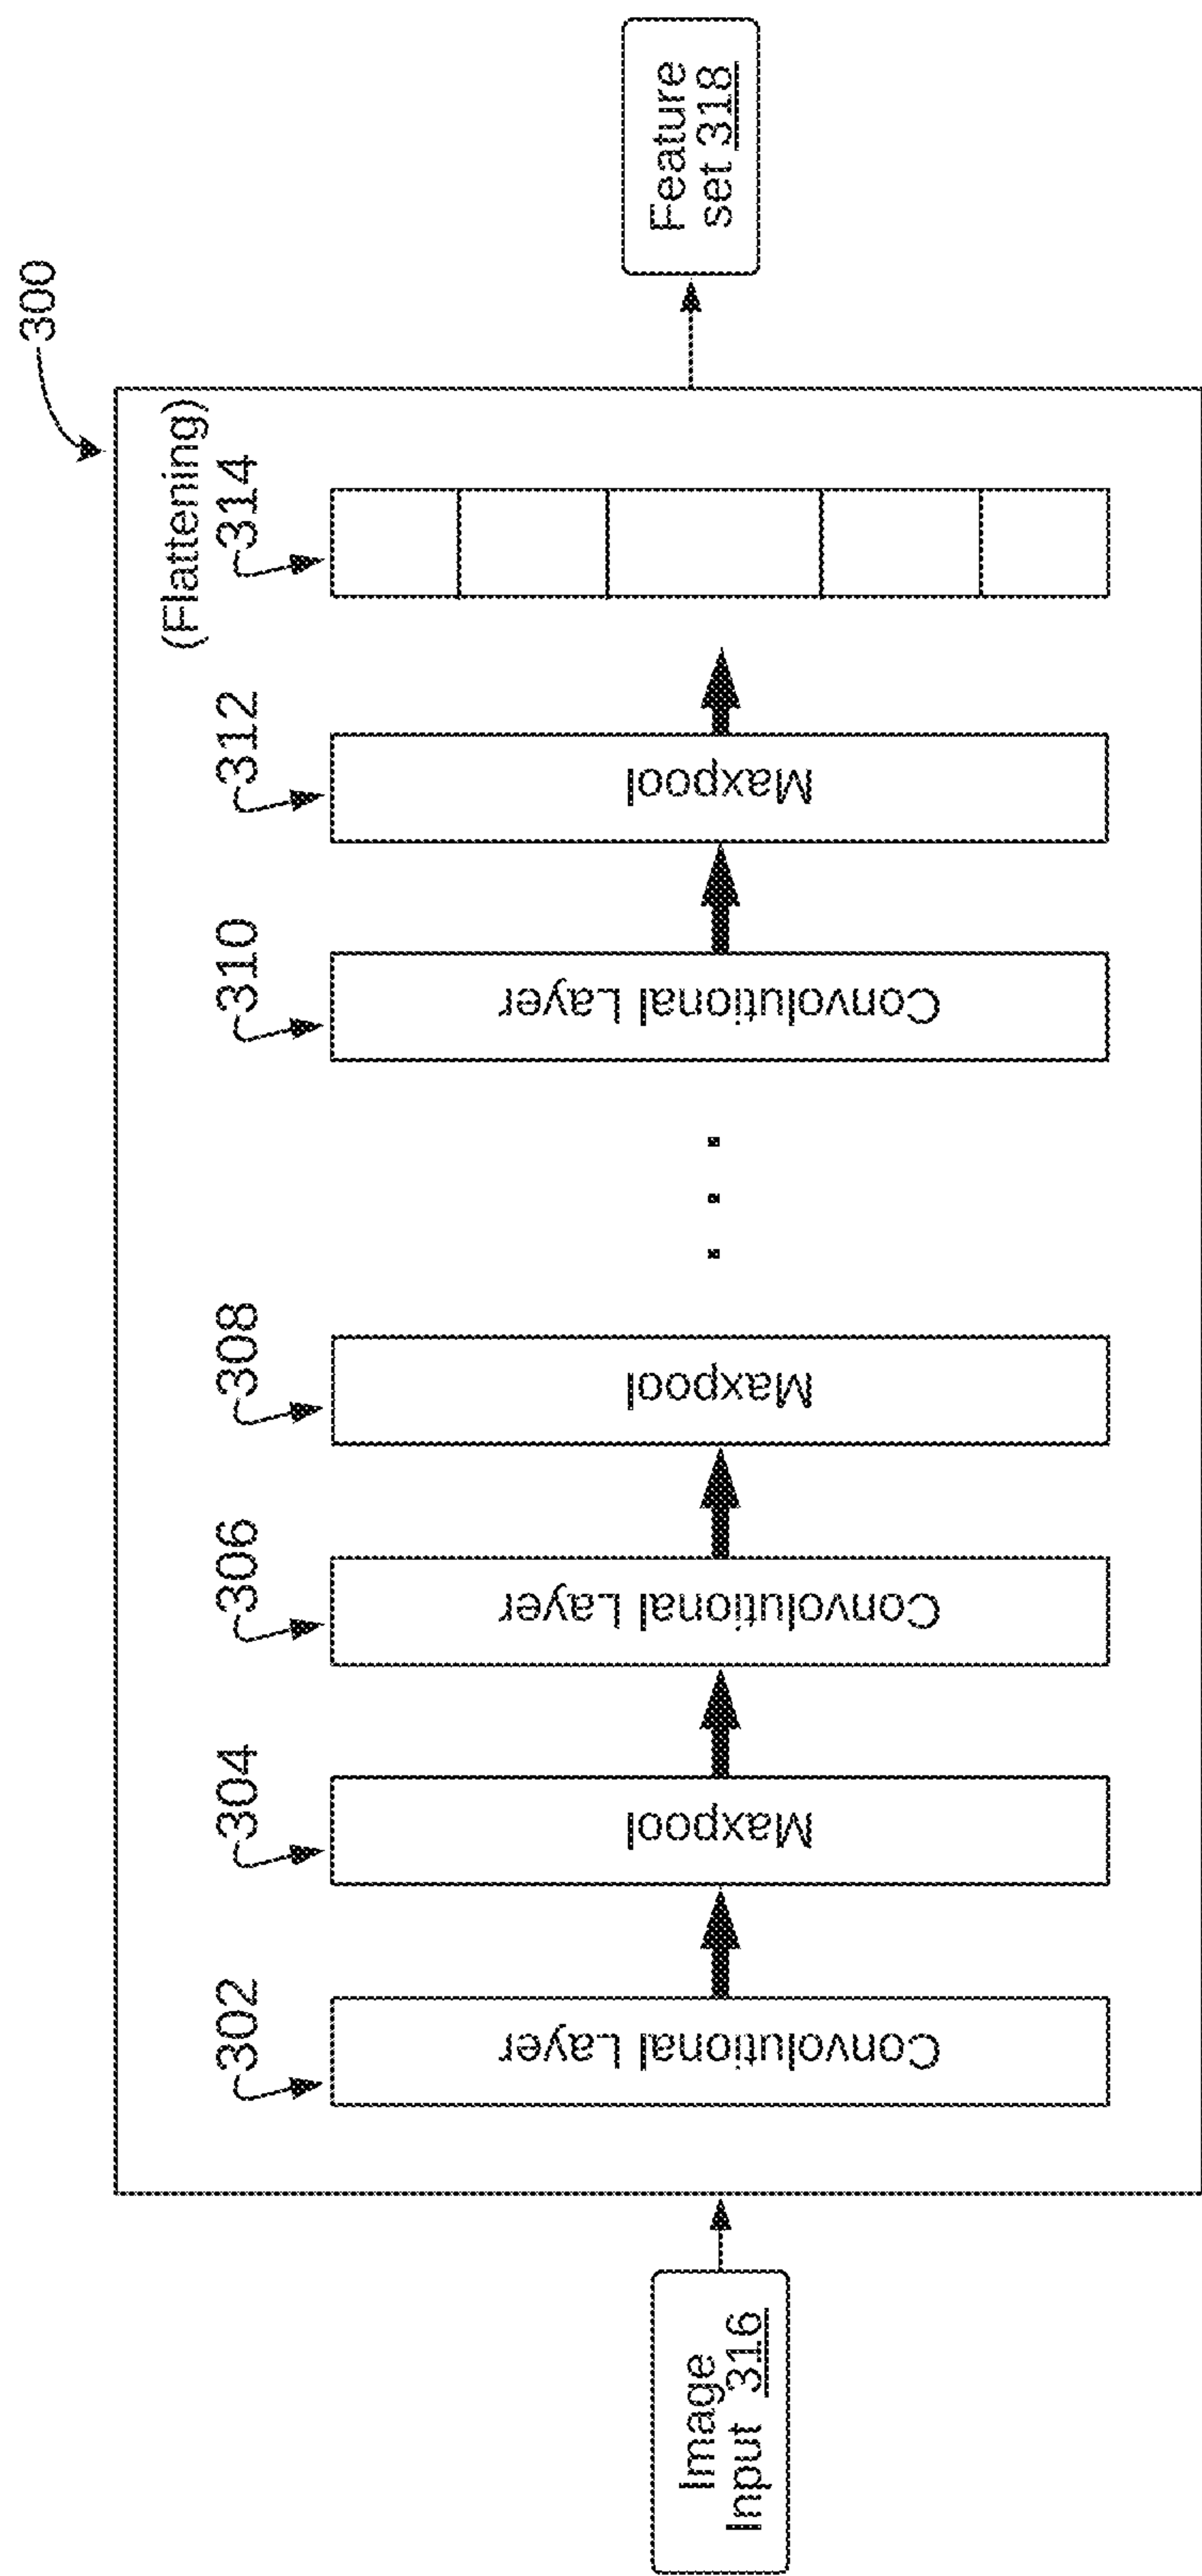 300
(Flattening)
302
304
306
308
310
312
314
Image
Input 316
Convolutional Layer
Maxpool
Convolutional Layer
Maxpool
. . .
Convolutional Layer
Maxpool
Feature
set 318